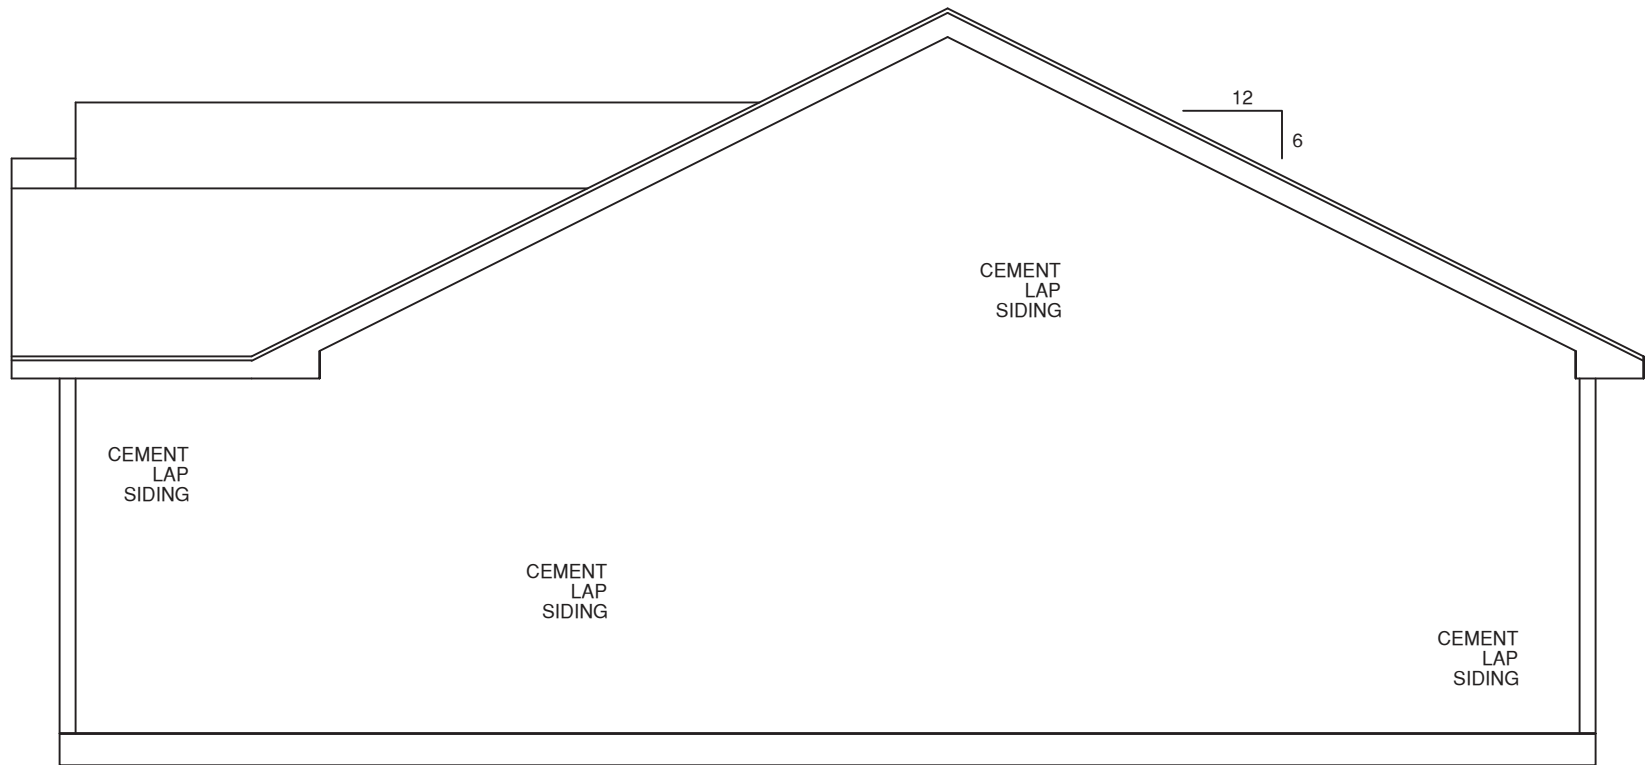 12
6
CEMENT
LAP
SIDING
CEMENT
LAP
SIDING
CEMENT
LAP
SIDING
CEMENT
LAP
SIDING